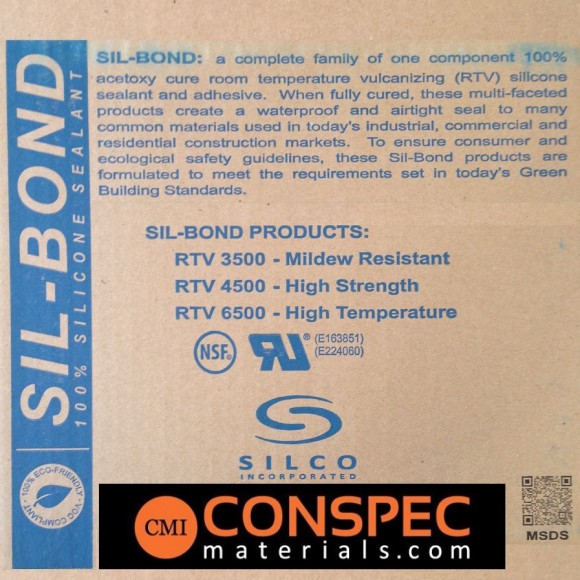 SIL-BOND
100% SILICONE SEALANT
SIL-BOND: a complete family of one component 100%
acetoxy cure room temperature vulcanizing (RTV) silicone
sealant and adhesive. When fully cured, these multi-faceted
products create a waterproof and airtight seal to many
common materials used in today's industrial, commercial and
residential construction markets. To ensure consumer and
ecological safety guidelines, these Sil-Bond products are
formulated to meet the requirements set in today's Green
Building Standards.
SIL-BOND PRODUCTS:
RTV 3500 - Mildew Resistant
RTV 4500 - High Strength
RTV 6500 - High Temperature
NSF®
RU® (E163851)
(E224060)
SILCO
INCORPORATED
100% ECO-FRIENDLY
VOC COMPLIANT
CMI CONSPEC
materials.com
MSDS